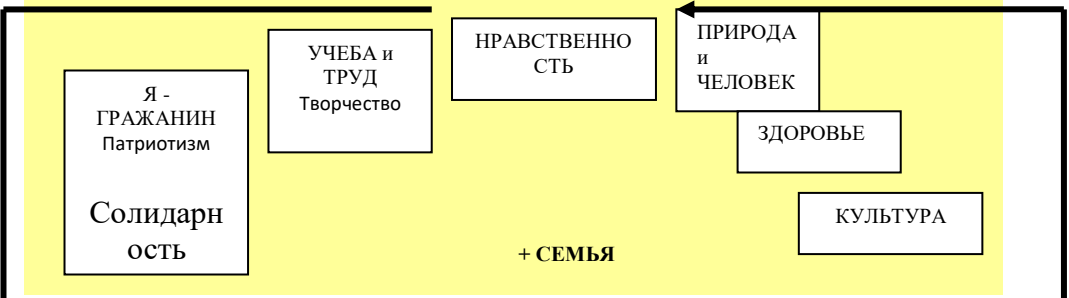 Я -
ГРАЖАНИН
Патриотизм
Солидарн
ость
УЧЕБА и
ТРУД
Творчество
НРАВСТВЕННО
СТЬ
ПРИРОДА
и
ЧЕЛОВЕК
ЗДОРОВЬЕ
КУЛЬТУРА
+ СЕМЬЯ